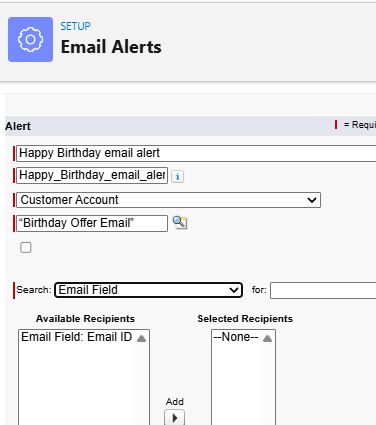 SETUP
Email Alerts
Alert
= Requi
Happy Birthday email alert
Happy_Birthday_email_aler
i
Customer Account
“Birthday Offer Email”
Search: Email Field for:
Available Recipients Selected Recipients
Email Field: Email ID --None--
Add